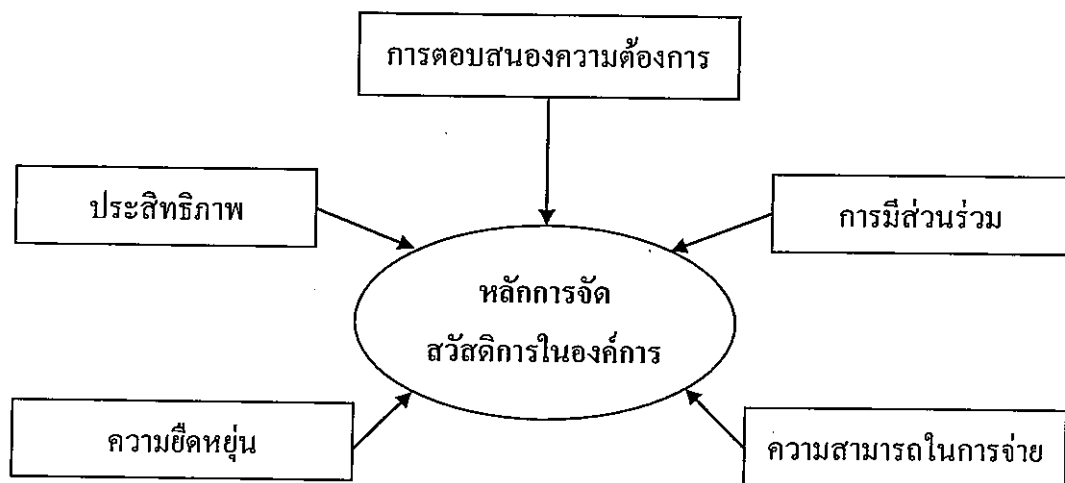 การตอบสนองความต้องการ
ประสิทธิภาพ
การมีส่วนร่วม
หลักการจัด
สวัสดิการในองค์การ
ความยืดหยุ่น
ความสามารถในการจ่าย